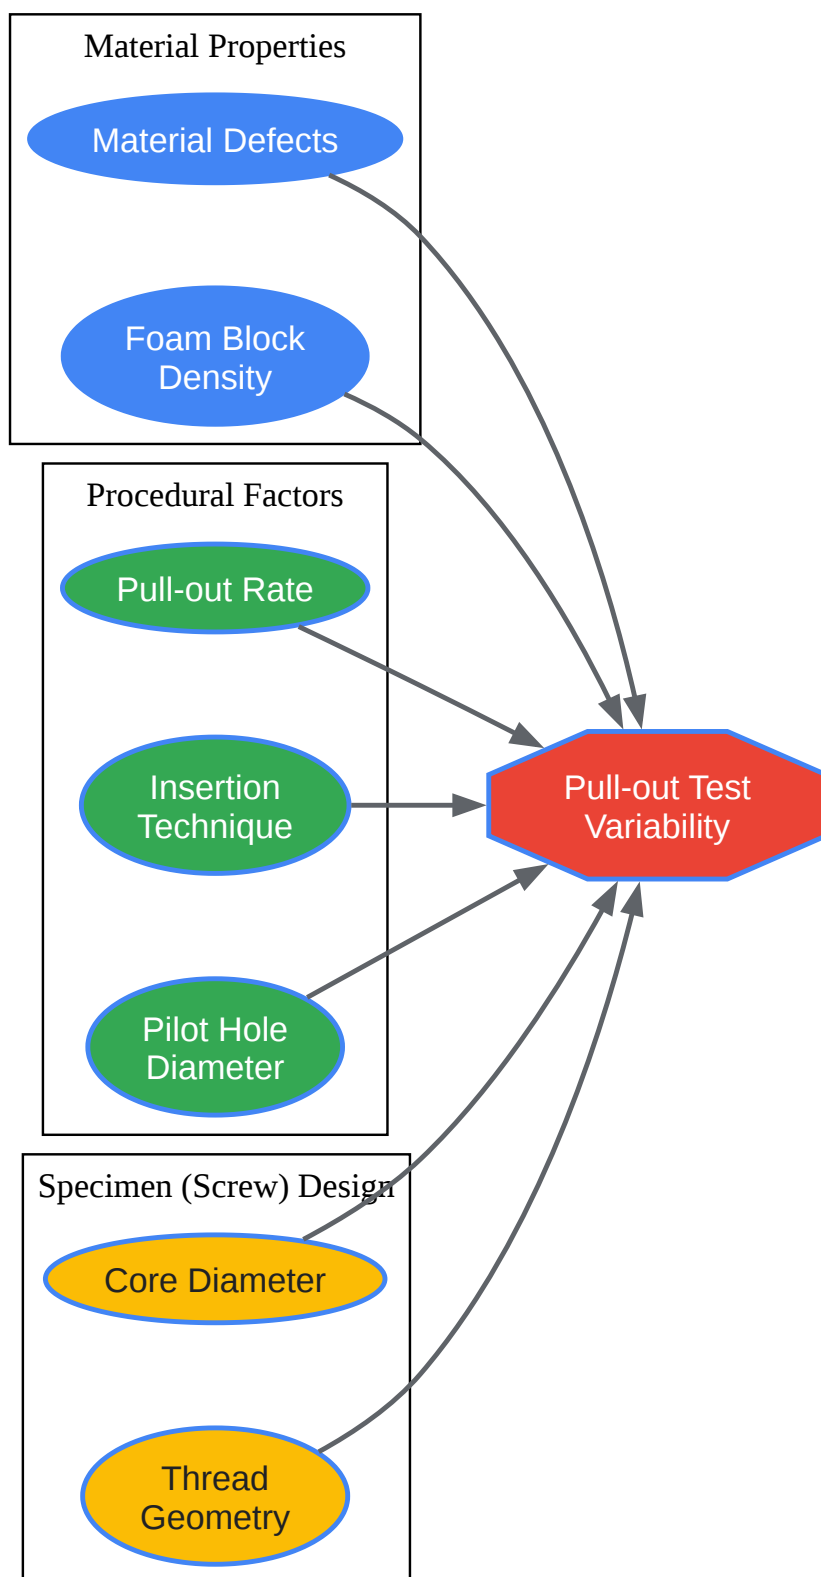 Material Properties
Material Defects
Foam Block
Density
Procedural Factors
Pull-out Rate
Insertion
Technique
Pilot Hole
Diameter
Pull-out Test
Variability
Specimen (Screw) Design
Core Diameter
Thread
Geometry